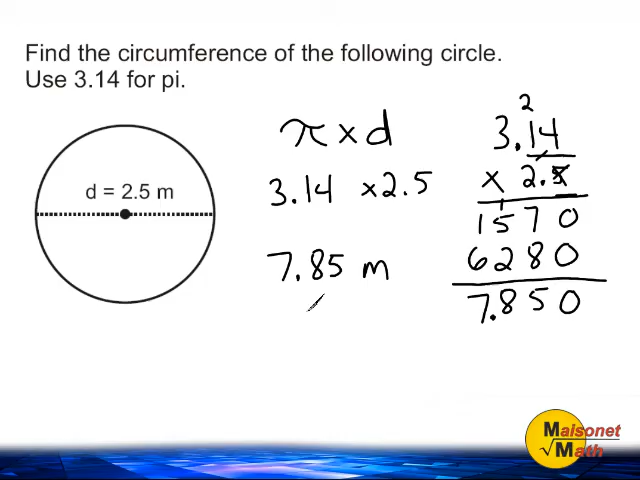 Find the circumference of the following circle.
Use 3.14 for pi.
d = 2.5 m
π × d
3.14 × 2.5
7.85 m
2
3.14
× 2.5
1
1570
6280
7.850
Maisonet
√Math